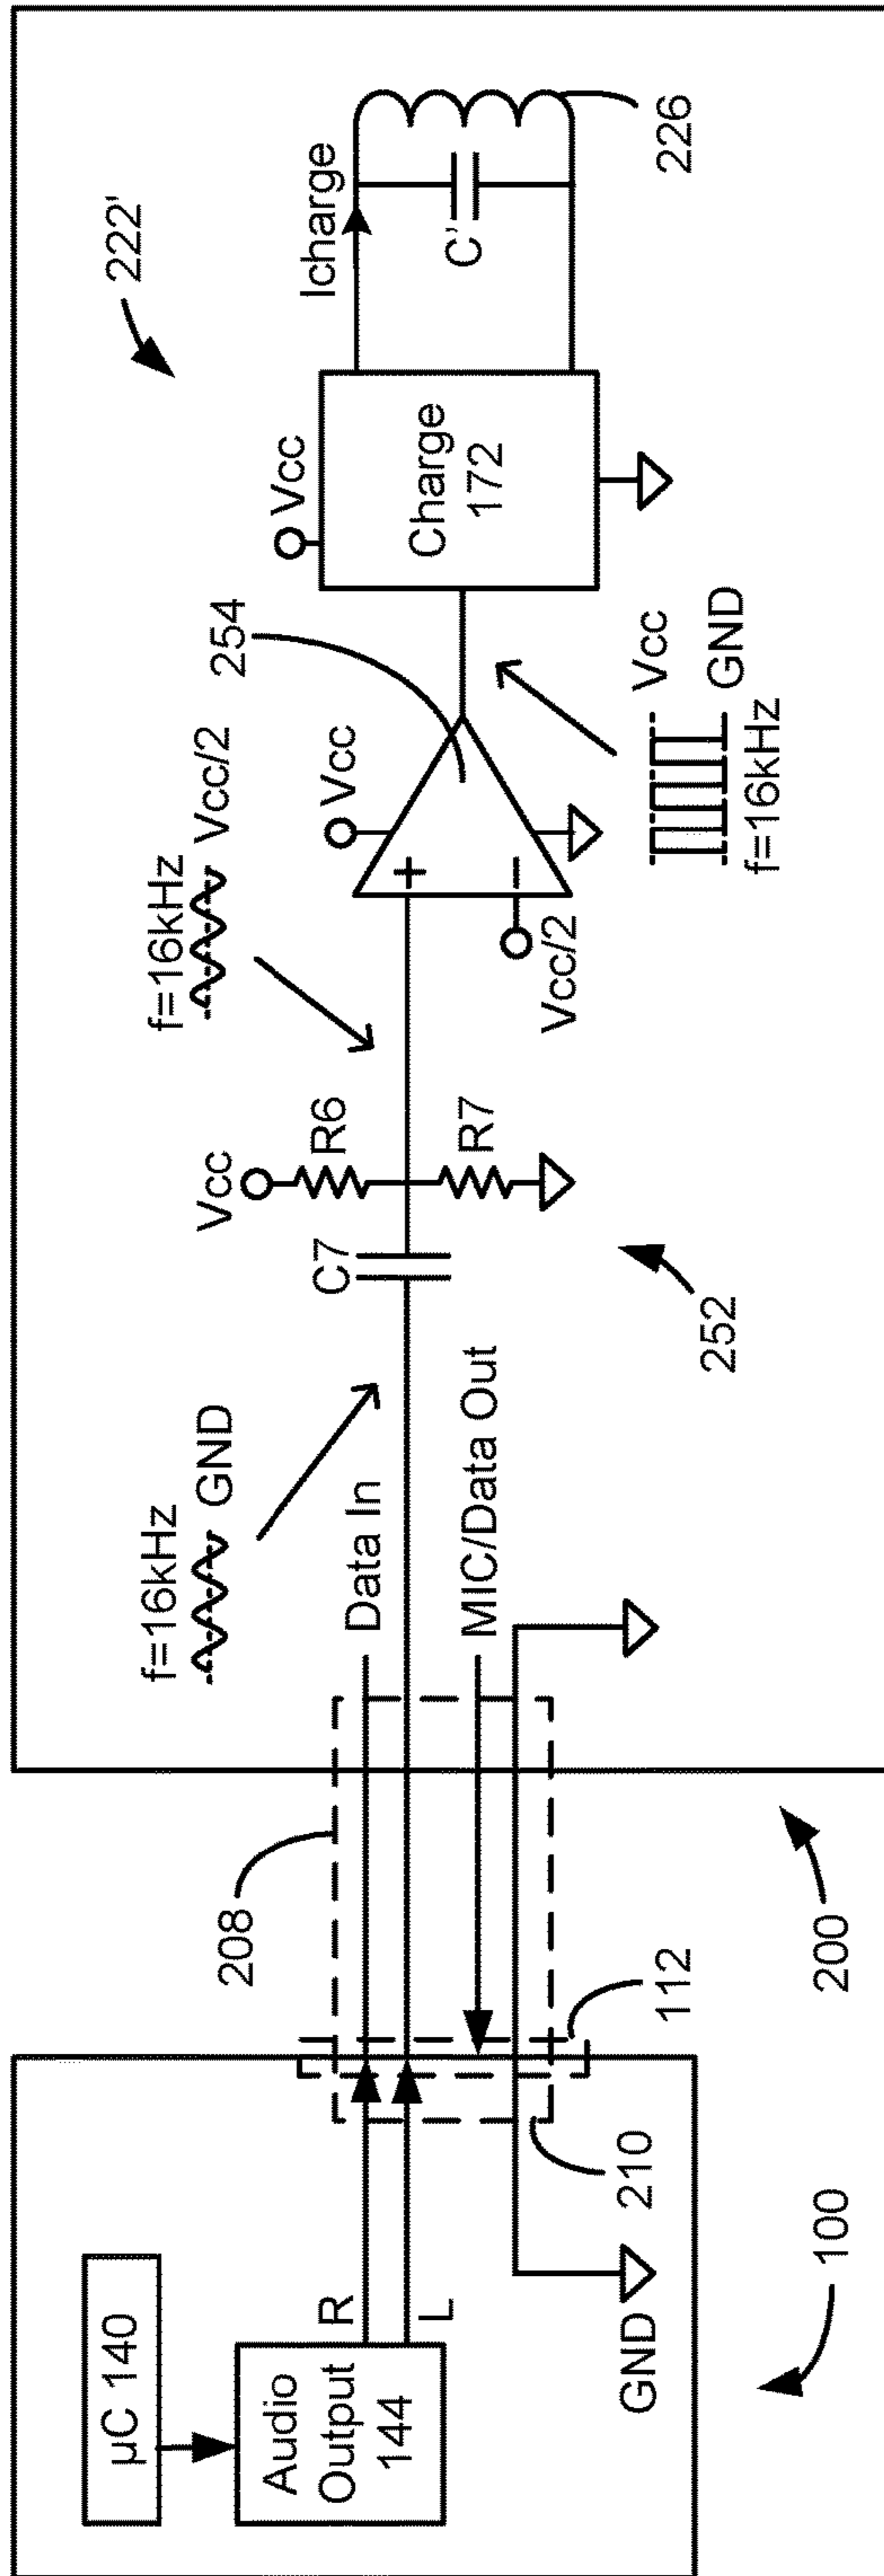 µC 140
Audio
Output
144
R
L
GND
100
210
112
208
200
Data In
MIC/Data Out
f=16kHz
GND
C7
Vcc
R6
R7
252
f=16kHz
Vcc/2
Vcc
Vcc/2
254
Vcc
GND
f=16kHz
Vcc
Charge
172
222'
Icharge
C'
226